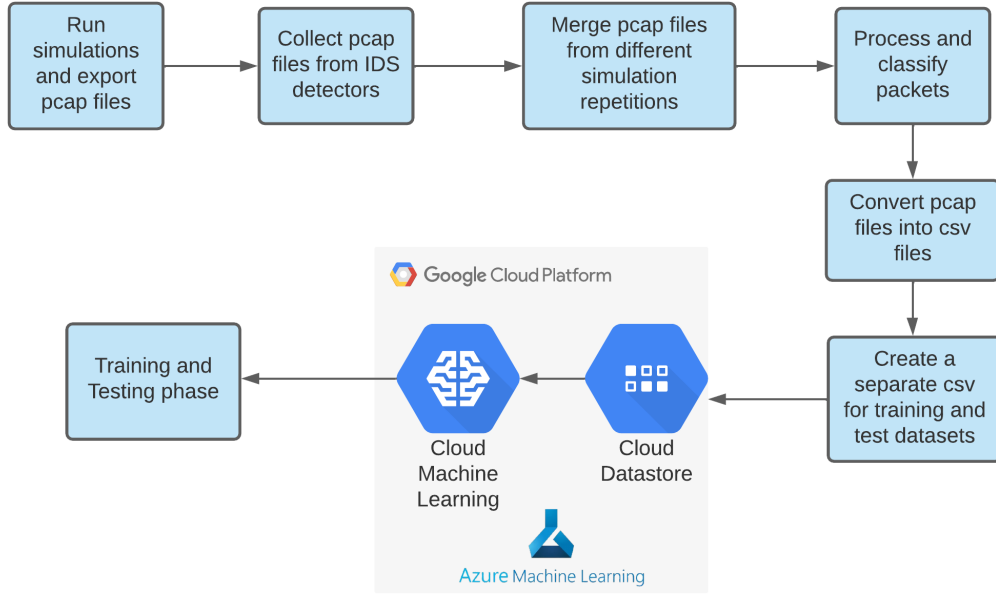 Run
simulations
and export
pcap files
Collect pcap
files from IDS
detectors
Merge pcap files
from different
simulation
repetitions
Process and
classify
packets
Convert pcap
files into csv
files
Create a
separate csv
for training and
test datasets
Google Cloud Platform
Cloud
Datastore
Cloud
Machine
Learning
Azure Machine Learning
Training and
Testing phase